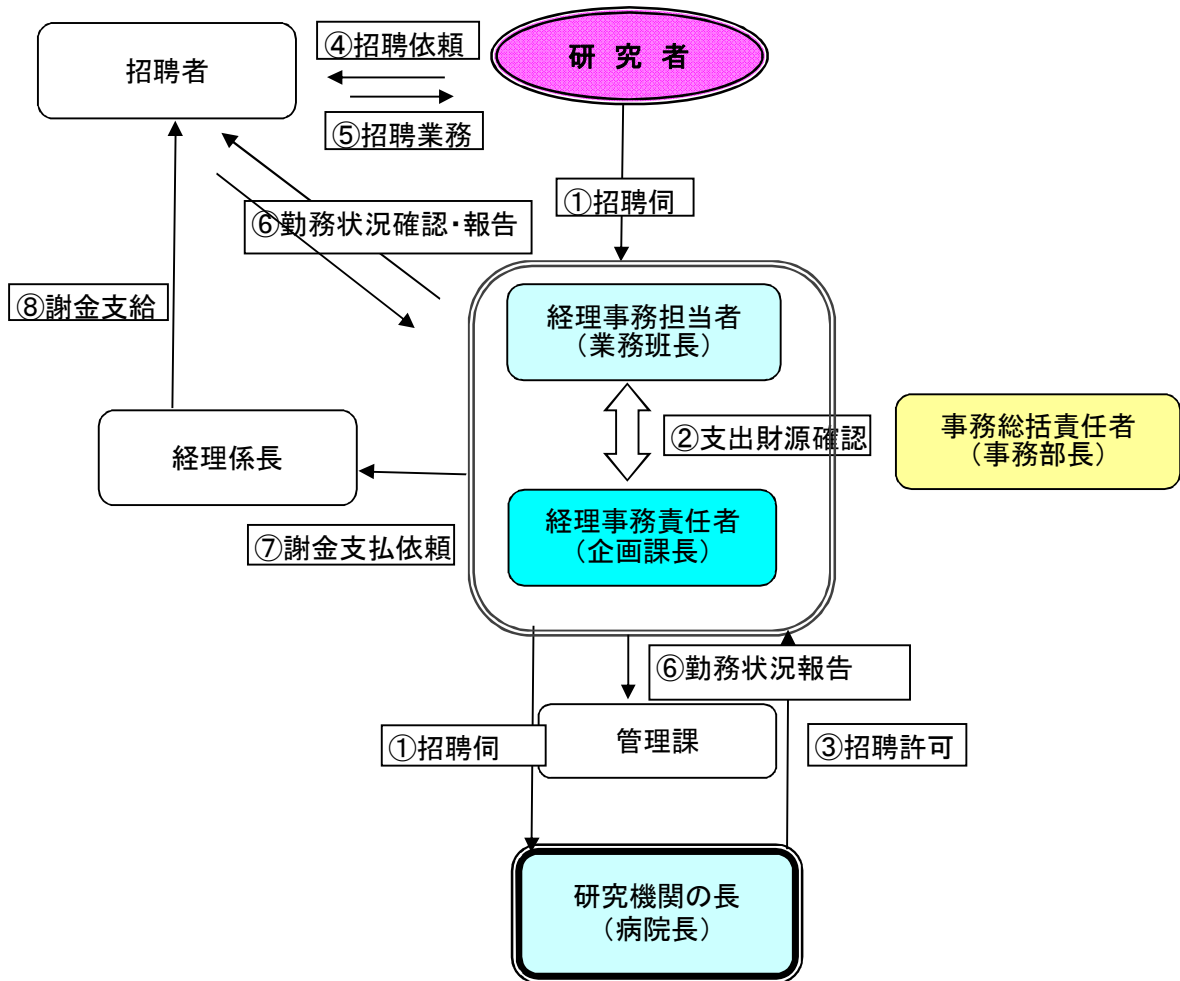 ④招聘依頼
研 究 者
招聘者
⑤招聘業務
①招聘伺
⑥勤務状況確認・報告
⑧謝金支給
経理事務担当者
(業務班長)
②支出財源確認
事務総括責任者
(事務部長)
経理係長
経理事務責任者
(企画課長)
⑦謝金支払依頼
⑥勤務状況報告
①招聘伺
管理課
③招聘許可
研究機関の長
(病院長)